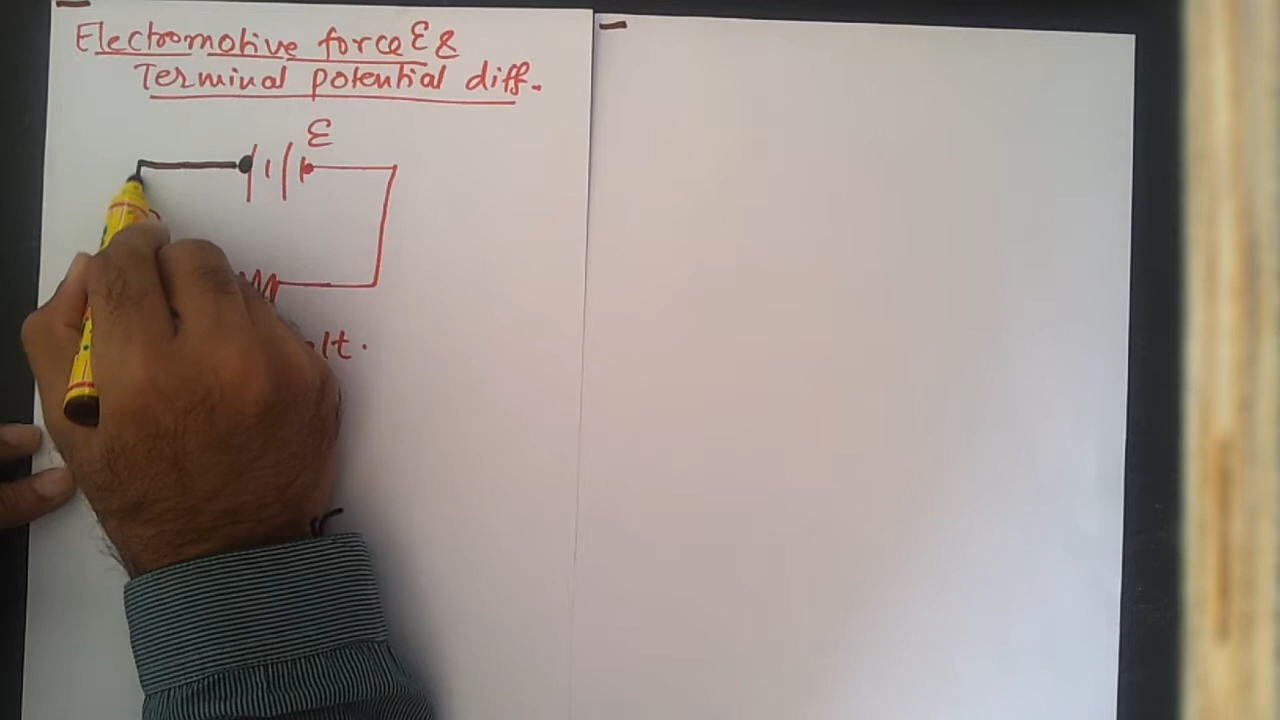 Electromotive force ℰ &
Terminal potential diff.
ℰ